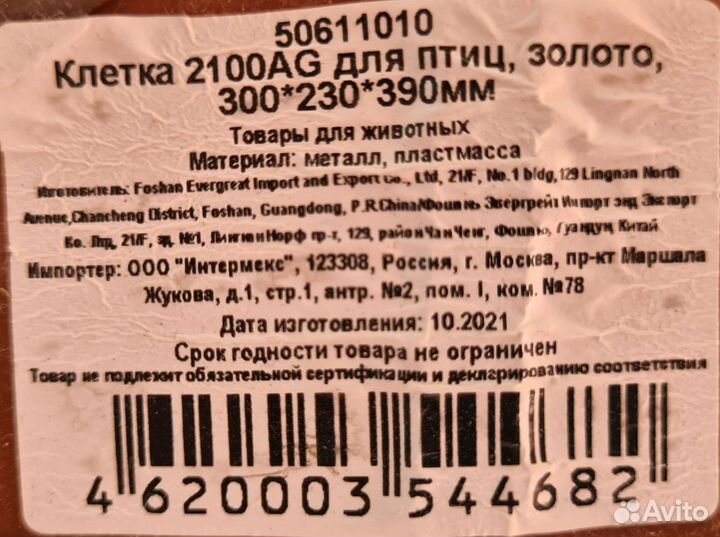 50611010
Клетка 2100AG для птиц, золото,
300*230*390мм
Товары для животных
Материал: металл, пластмасса
Изготовитель: Foshan Evergreat Import and Export Co., Ltd, 21/F, No.1 bldg,129 Lingnan North
Avenue,Chancheng District, Foshan, Guangdong, P.R.China/Фошань Эвергрейт Импорт энд Экспорт
Ко. Лтд, 21/F, зд. №1, Лингнан Норф пр-т, 129, район Чан Ченг, Фошань, Гуандун, Китай
Импортер: ООО "Интермекс", 123308, Россия, г. Москва, пр-кт Маршала
Жукова, д.1, стр.1, антр. №2, пом. I, ком. №78
Дата изготовления: 10.2021
Срок годности товара не ограничен
Товар не подлежит обязательной сертификации и декларированию соответствия
4 620003 544682
Avito